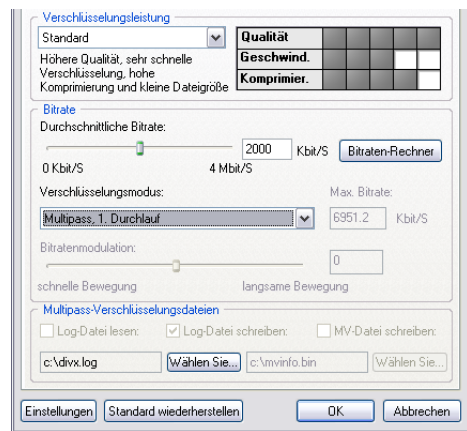 Verschlüsselungsleistung
Standard
Qualität
Geschwind.
Komprimier.
Höhere Qualität, sehr schnelle
Verschlüsselung, hohe
Komprimierung und kleine Dateigröße
Bitrate
Durchschnittliche Bitrate:
2000 Kbit/S Bitraten-Rechner
0 Kbit/S 4 Mbit/S
Verschlüsselungsmodus: Max. Bitrate:
Multipass, 1. Durchlauf 6951.2 Kbit/S
Bitratenmodulation:
0
schnelle Bewegung langsame Bewegung
Multipass-Verschlüsselungsdateien
Log-Datei lesen: Log-Datei schreiben: MV-Datei schreiben:
c:\divx.log Wählen Sie... c:\mvinfo.bin Wählen Sie...
Einstellungen Standard wiederherstellen OK Abbrechen